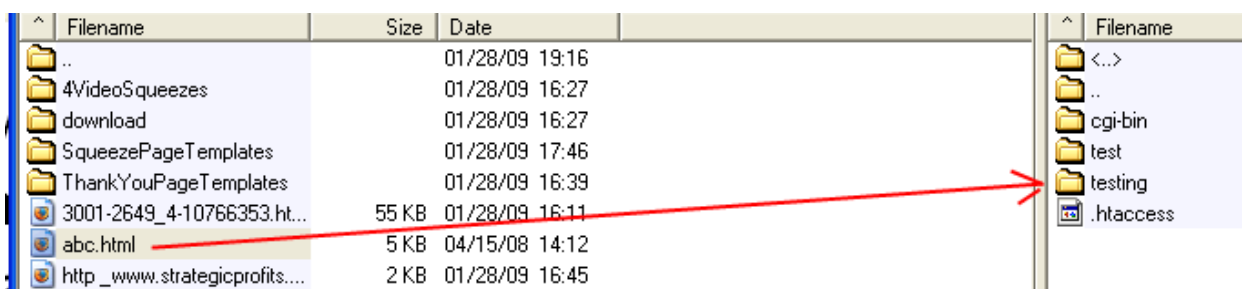 ^ Filename Size Date ^ Filename
.. 01/28/09 19:16 <..>
4VideoSqueezes 01/28/09 16:27 ..
download 01/28/09 16:27 cgi-bin
SqueezePageTemplates 01/28/09 17:46 test
ThankYouPageTemplates 01/28/09 16:39 testing
3001-2649_4-10766353.ht... 55 KB 01/28/09 16:11 .htaccess
abc.html 5 KB 04/15/08 14:12
http_www.strategicprofits.... 2 KB 01/28/09 16:45